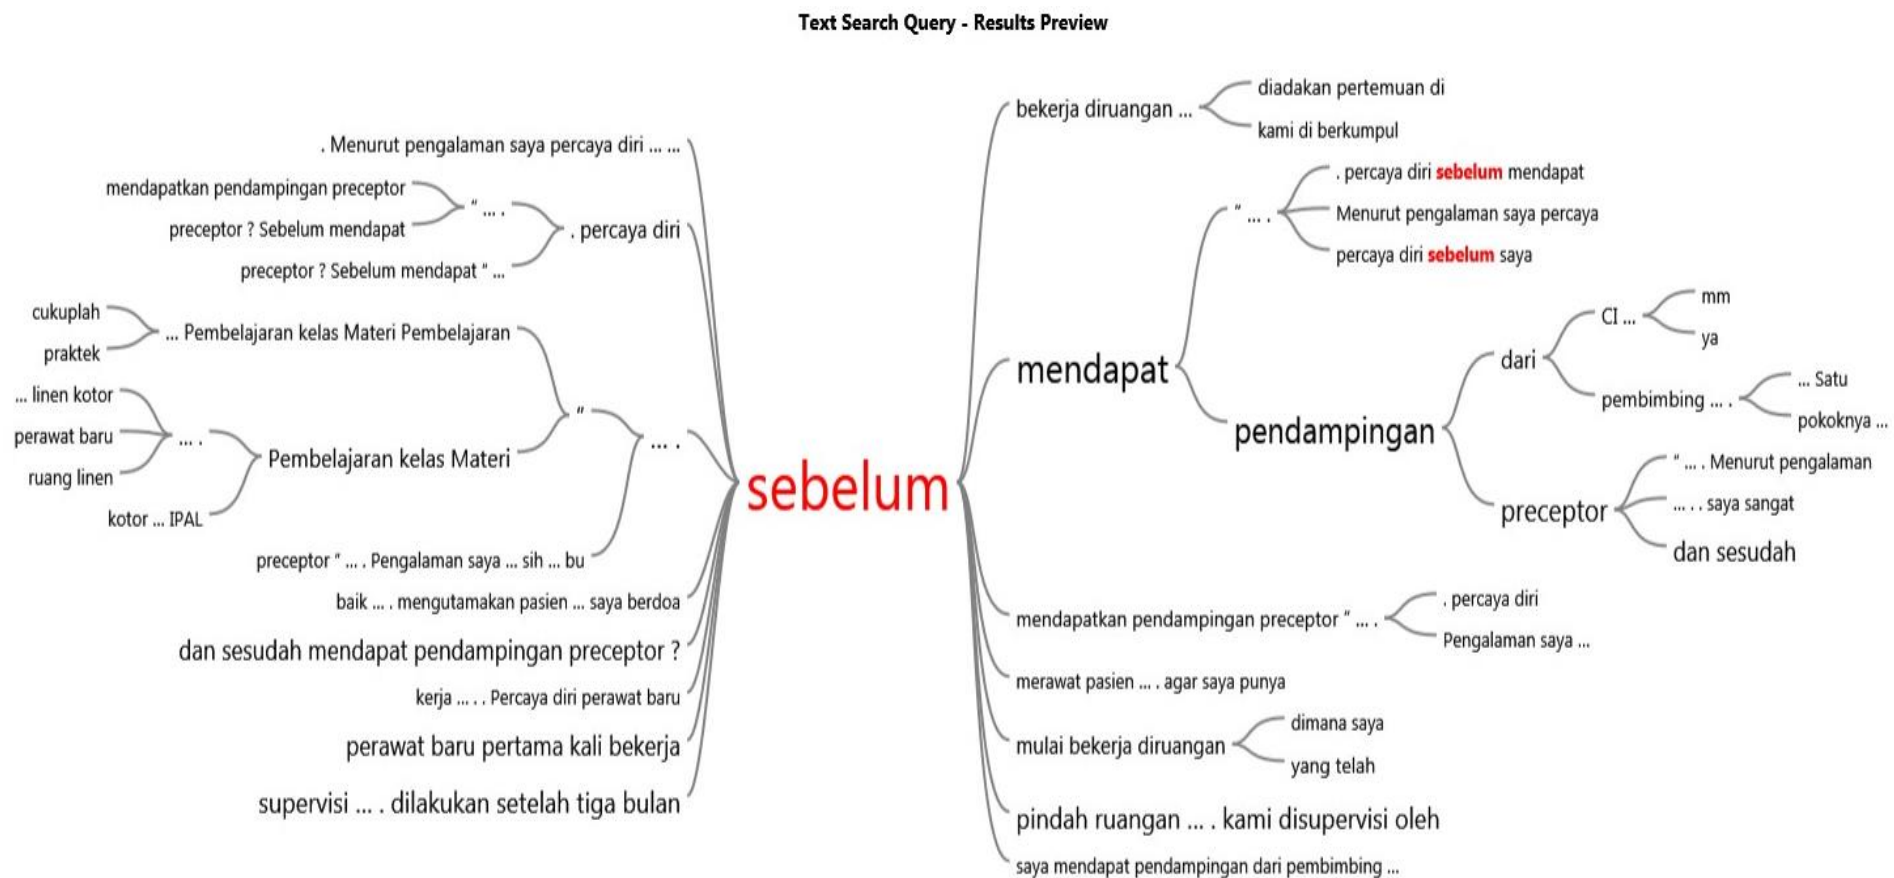 Text Search Query - Results Preview
. Menurut pengalaman saya percaya diri ... ...
mendapatkan pendampingan preceptor
preceptor ? Sebelum mendapat
" ... .
preceptor ? Sebelum mendapat " ...
. percaya diri
cukuplah
praktek
... Pembelajaran kelas Materi Pembelajaran
... linen kotor
perawat baru
ruang linen
... .
kotor ... IPAL
Pembelajaran kelas Materi
"
preceptor " ... . Pengalaman saya ... sih ... bu
... .
baik ... . mengutamakan pasien ... saya berdoa
dan sesudah mendapat pendampingan preceptor ?
kerja ... . . Percaya diri perawat baru
perawat baru pertama kali bekerja
supervisi ... . dilakukan setelah tiga bulan
sebelum
bekerja diruangan ...
diadakan pertemuan di
kami di berkumpul
mendapat
" ... .
. percaya diri sebelum mendapat
Menurut pengalaman saya percaya
percaya diri sebelum saya
pendampingan
dari
CI ...
mm
ya
pembimbing ... .
... Satu
pokoknya ...
preceptor
" ... . Menurut pengalaman
... . . saya sangat
dan sesudah
mendapatkan pendampingan preceptor " ... .
. percaya diri
Pengalaman saya ...
merawat pasien ... . agar saya punya
mulai bekerja diruangan
dimana saya
yang telah
pindah ruangan ... . kami disupervisi oleh
saya mendapat pendampingan dari pembimbing ...